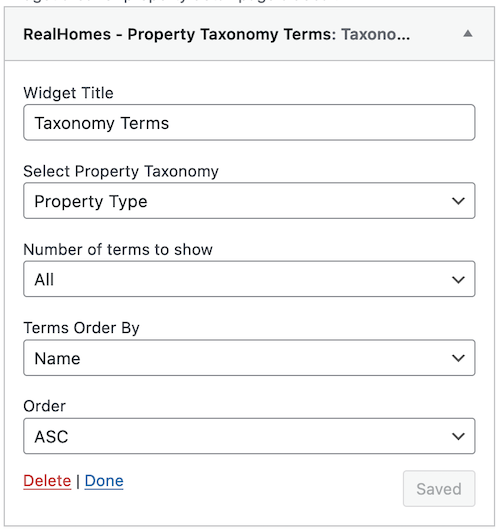 RealHomes - Property Taxonomy Terms: Taxono...
Widget Title
Taxonomy Terms
Select Property Taxonomy
Property Type
Number of terms to show
All
Terms Order By
Name
Order
ASC
Delete | Done
Saved